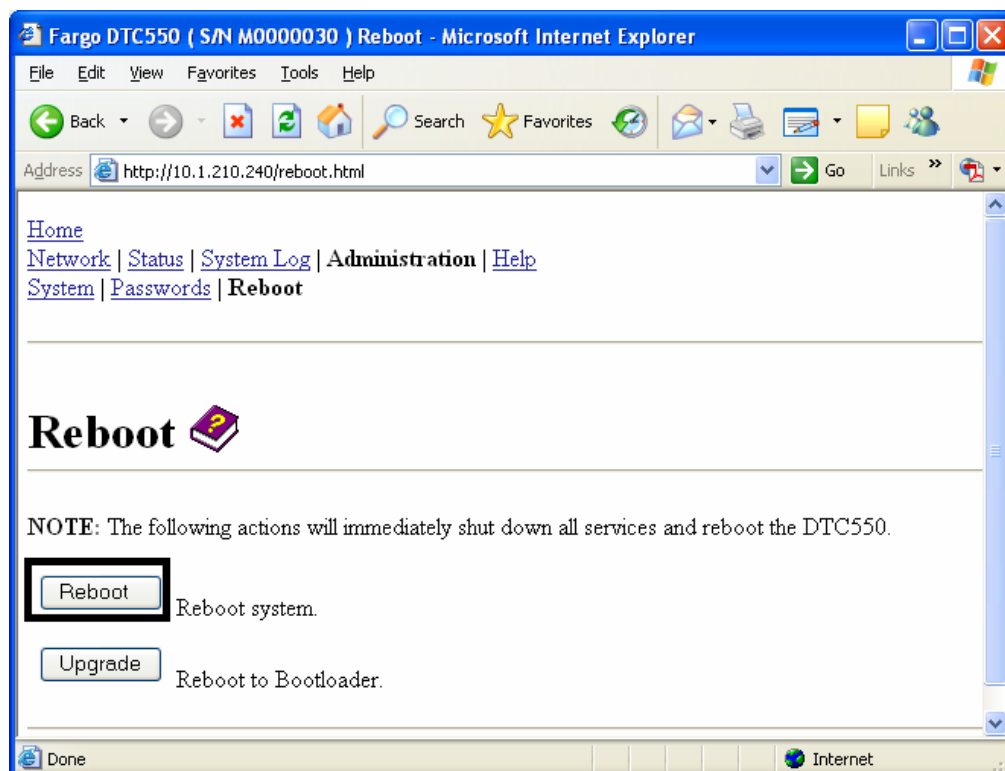 Fargo DTC550 ( S/N M0000030 ) Reboot - Microsoft Internet Explorer
File Edit View Favorites Tools Help
Back Search Favorites
Address http://10.1.210.240/reboot.html Go Links »
Home
Network | Status | System Log | Administration | Help
System | Passwords | Reboot
Reboot ?
NOTE: The following actions will immediately shut down all services and reboot the DTC550.
Reboot Reboot system.
Upgrade Reboot to Bootloader.
Done Internet